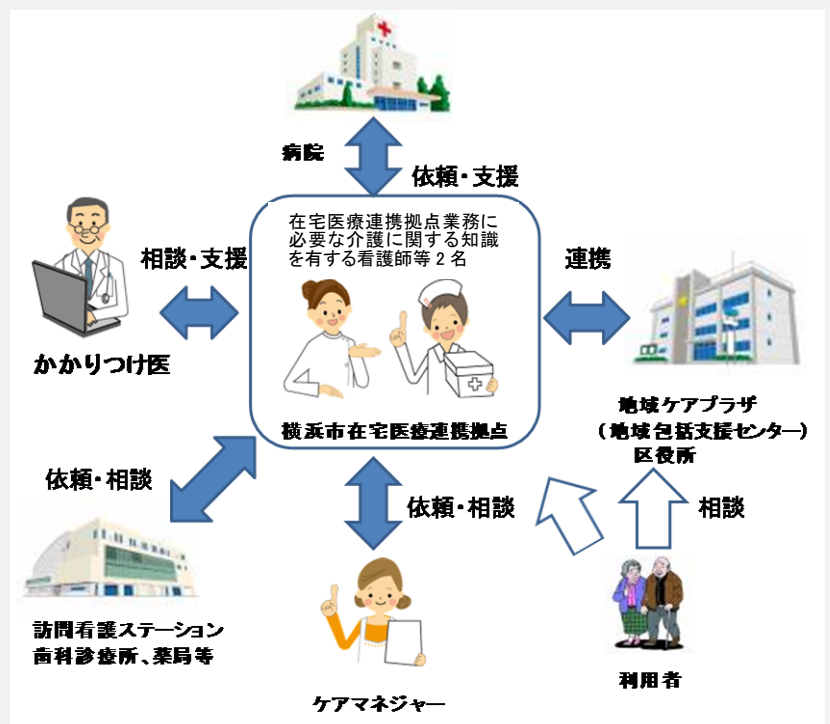 病院
依頼・支援
在宅医療連携拠点業務に
必要な介護に関する知識
を有する看護師等２名
相談・支援
連携
かかりつけ医
横浜市在宅医療連携拠点
地域ケアプラザ
（地域包括支援センター）
区役所
依頼・相談
依頼・相談
相談
訪問看護ステーション
歯科診療所、薬局等
利用者
ケアマネジャー